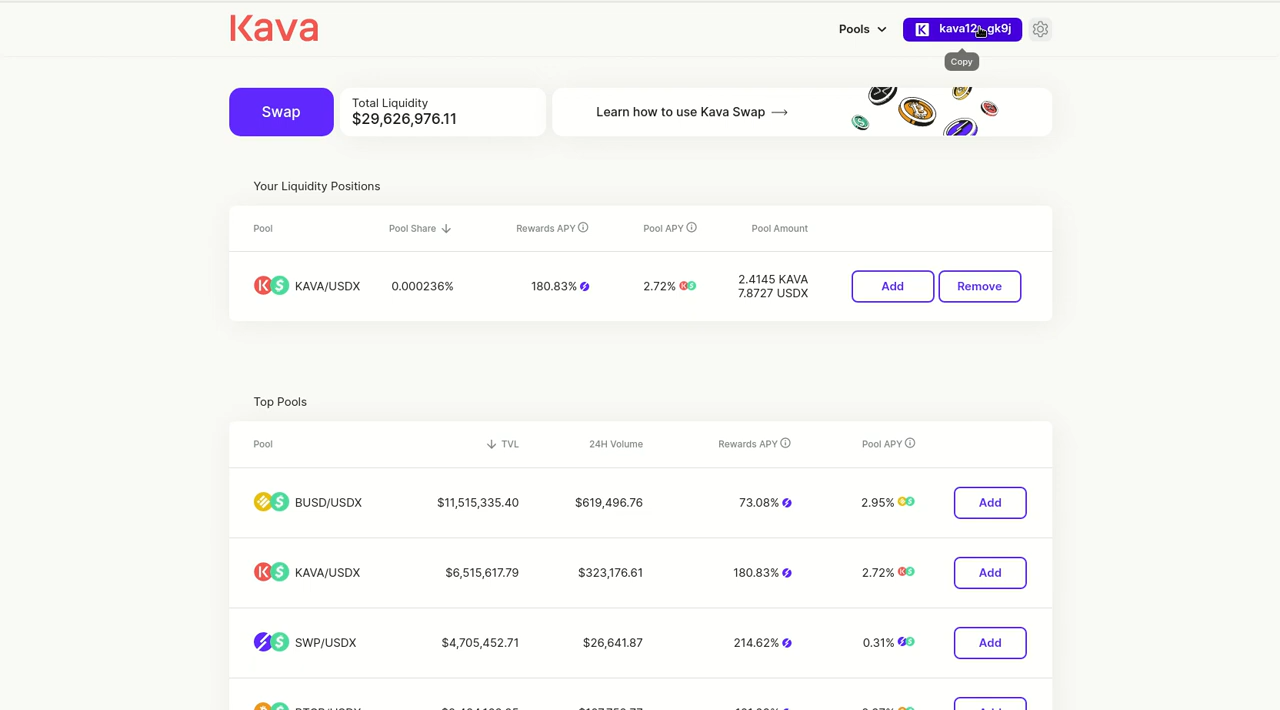 Kava
Pools
kava12 gk9j
Copy
Swap
Total Liquidity
$29,626,976.11
Learn how to use Kava Swap →
Your Liquidity Positions
Pool Pool Share ↓ Rewards APY Pool APY Pool Amount
KAVA/USDX 0.000236% 180.83% 2.72% 2.4145 KAVA
7.8727 USDX
Add Remove
Top Pools
Pool ↓ TVL 24H Volume Rewards APY Pool APY
BUSD/USDX $11,515,335.40 $619,496.76 73.08% 2.95% Add
KAVA/USDX $6,515,617.79 $323,176.61 180.83% 2.72% Add
SWP/USDX $4,705,452.71 $26,641.87 214.62% 0.31% Add